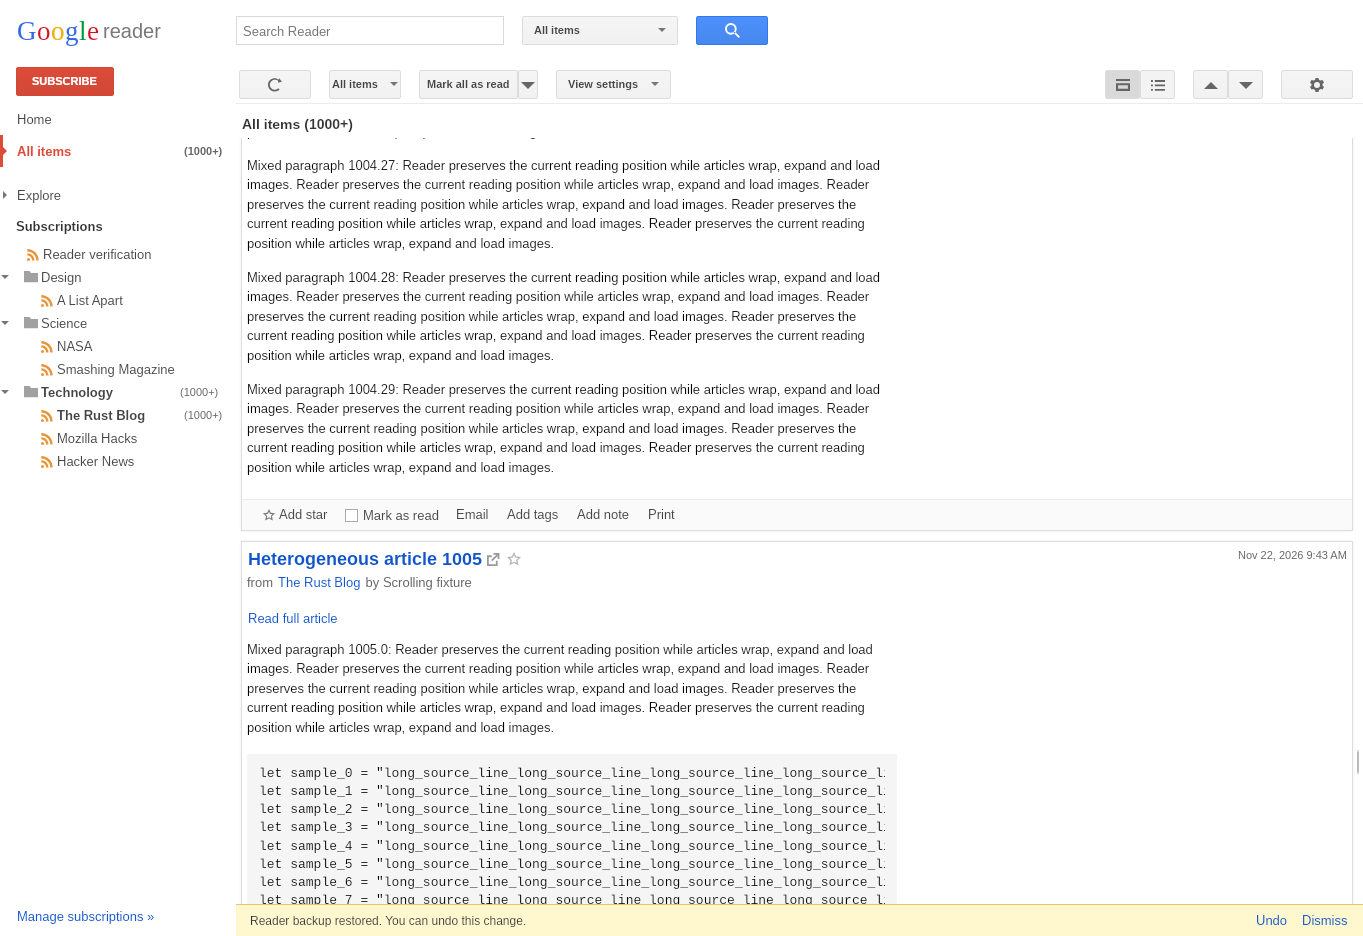 Google reader
Search Reader
All items
SUBSCRIBE
All items
Mark all as read
View settings
Home
All items (1000+)
Explore
Subscriptions
Reader verification
Design
A List Apart
Science
NASA
Smashing Magazine
Technology (1000+)
The Rust Blog (1000+)
Mozilla Hacks
Hacker News
Manage subscriptions »
All items (1000+)
Mixed paragraph 1004.27: Reader preserves the current reading position while articles wrap, expand and load
images. Reader preserves the current reading position while articles wrap, expand and load images. Reader
preserves the current reading position while articles wrap, expand and load images. Reader preserves the
current reading position while articles wrap, expand and load images. Reader preserves the current reading
position while articles wrap, expand and load images.
Mixed paragraph 1004.28: Reader preserves the current reading position while articles wrap, expand and load
images. Reader preserves the current reading position while articles wrap, expand and load images. Reader
preserves the current reading position while articles wrap, expand and load images. Reader preserves the
current reading position while articles wrap, expand and load images. Reader preserves the current reading
position while articles wrap, expand and load images.
Mixed paragraph 1004.29: Reader preserves the current reading position while articles wrap, expand and load
images. Reader preserves the current reading position while articles wrap, expand and load images. Reader
preserves the current reading position while articles wrap, expand and load images. Reader preserves the
current reading position while articles wrap, expand and load images. Reader preserves the current reading
position while articles wrap, expand and load images.
Add star Mark as read Email Add tags Add note Print
Heterogeneous article 1005
Nov 22, 2026 9:43 AM
from The Rust Blog by Scrolling fixture
Read full article
Mixed paragraph 1005.0: Reader preserves the current reading position while articles wrap, expand and load
images. Reader preserves the current reading position while articles wrap, expand and load images. Reader
preserves the current reading position while articles wrap, expand and load images. Reader preserves the
current reading position while articles wrap, expand and load images. Reader preserves the current reading
position while articles wrap, expand and load images.
let sample_0 = "long_source_line_long_source_line_long_source_line_long_source_li
let sample_1 = "long_source_line_long_source_line_long_source_line_long_source_li
let sample_2 = "long_source_line_long_source_line_long_source_line_long_source_li
let sample_3 = "long_source_line_long_source_line_long_source_line_long_source_li
let sample_4 = "long_source_line_long_source_line_long_source_line_long_source_li
let sample_5 = "long_source_line_long_source_line_long_source_line_long_source_li
let sample_6 = "long_source_line_long_source_line_long_source_line_long_source_li
let sample_7 = "long_source_line_long_source_line_long_source_line_long_source_li
Reader backup restored. You can undo this change.
Undo Dismiss